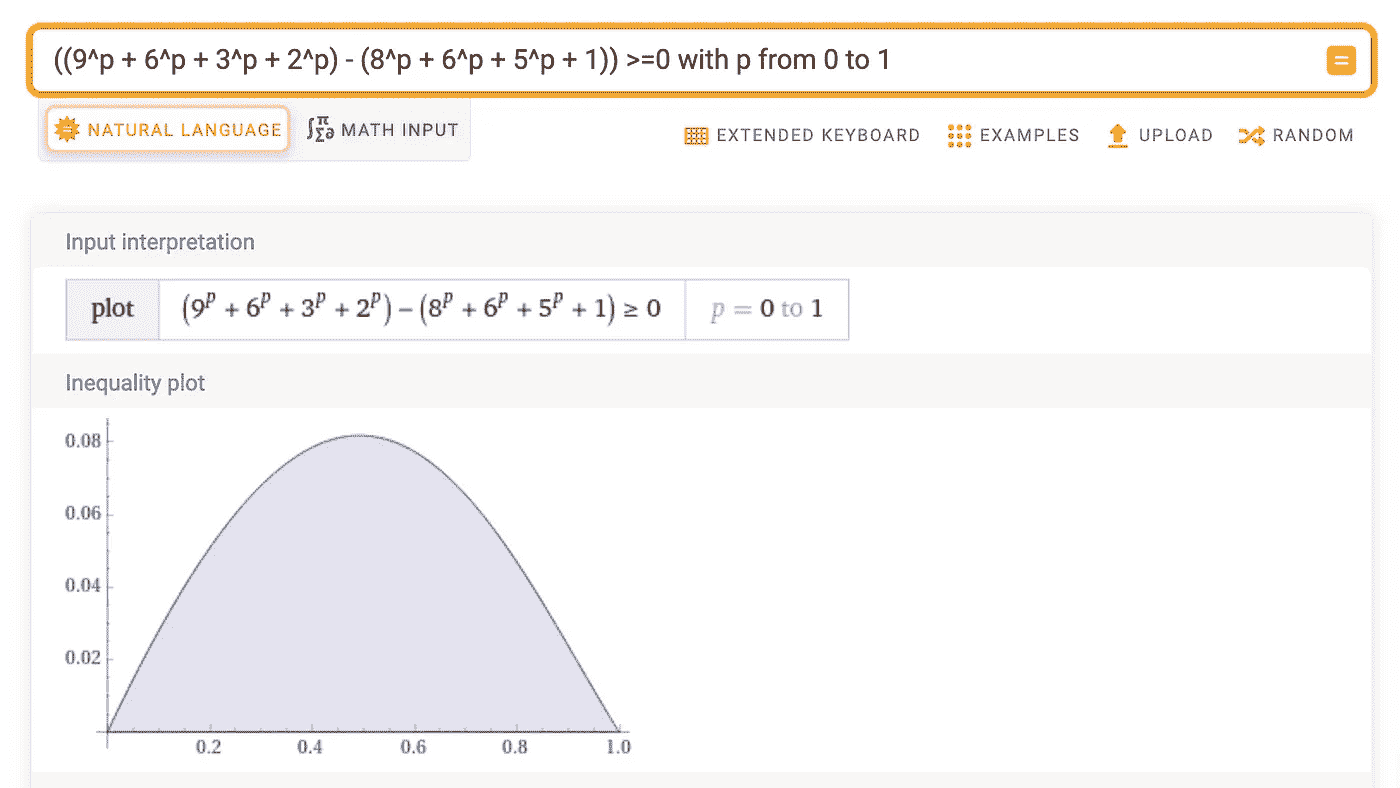 ((9^p + 6^p + 3^p + 2^p) - (8^p + 6^p + 5^p + 1)) >=0 with p from 0 to 1
=
NATURAL LANGUAGE
∫π Σ∂ MATH INPUT
EXTENDED KEYBOARD
EXAMPLES
UPLOAD
RANDOM
Input interpretation
plot (9^p + 6^p + 3^p + 2^p) − (8^p + 6^p + 5^p + 1) ≥ 0 p = 0 to 1
Inequality plot
0.08
0.06
0.04
0.02
0.2 0.4 0.6 0.8 1.0